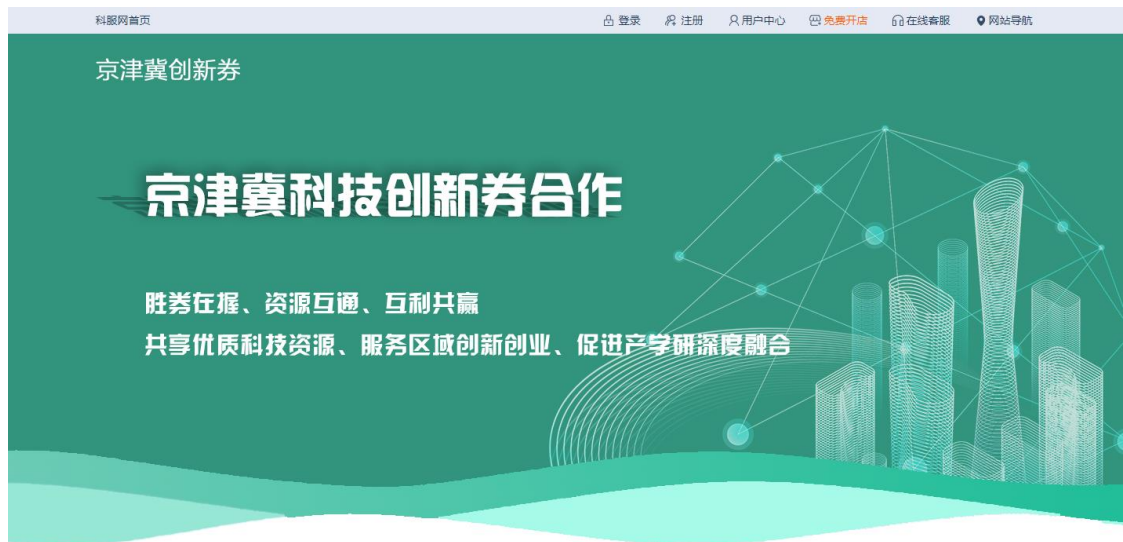 科服网首页 登录 注册 用户中心 免费开店 在线客服 网站导航
京津冀创新券
京津冀科技创新券合作
胜券在握、资源互通、互利共赢
共享优质科技资源、服务区域创新创业、促进产学研深度融合